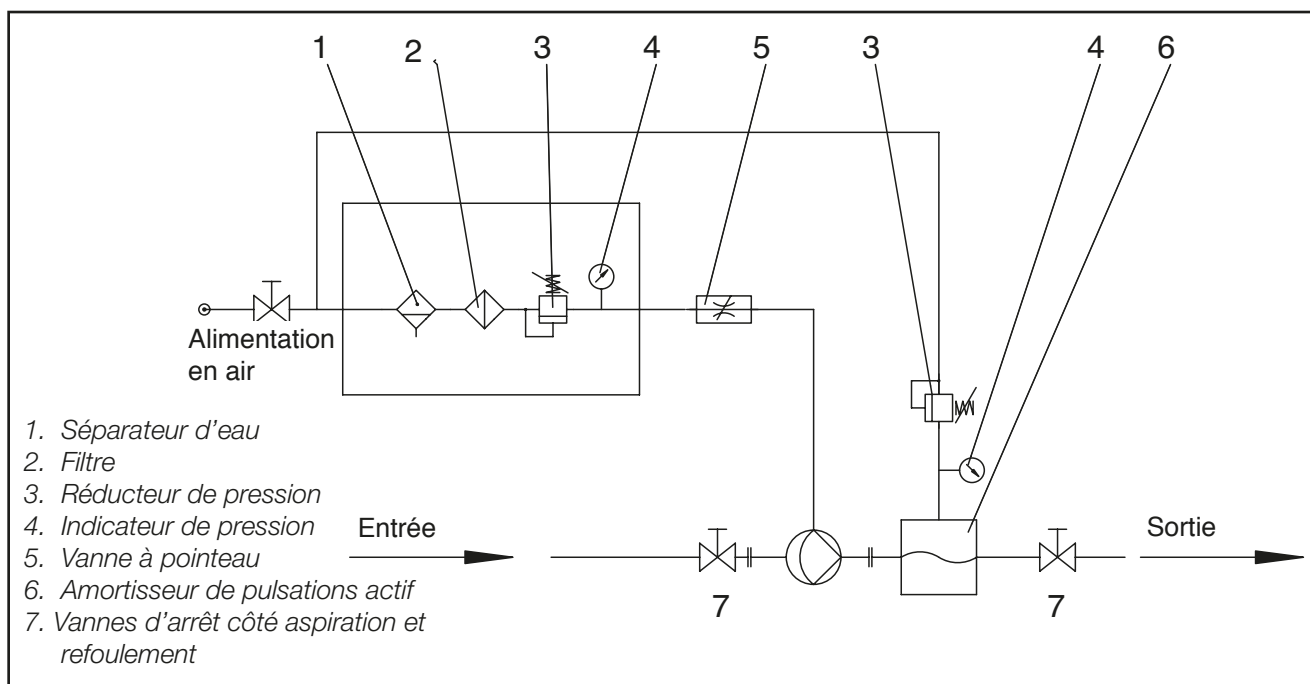 1 2 3 4 5 3 4 6
Alimentation
en air
1. Séparateur d'eau
2. Filtre
3. Réducteur de pression
4. Indicateur de pression
5. Vanne à pointeau
6. Amortisseur de pulsations actif
7. Vannes d'arrêt côté aspiration et
refoulement
Entrée
Sortie
7 7